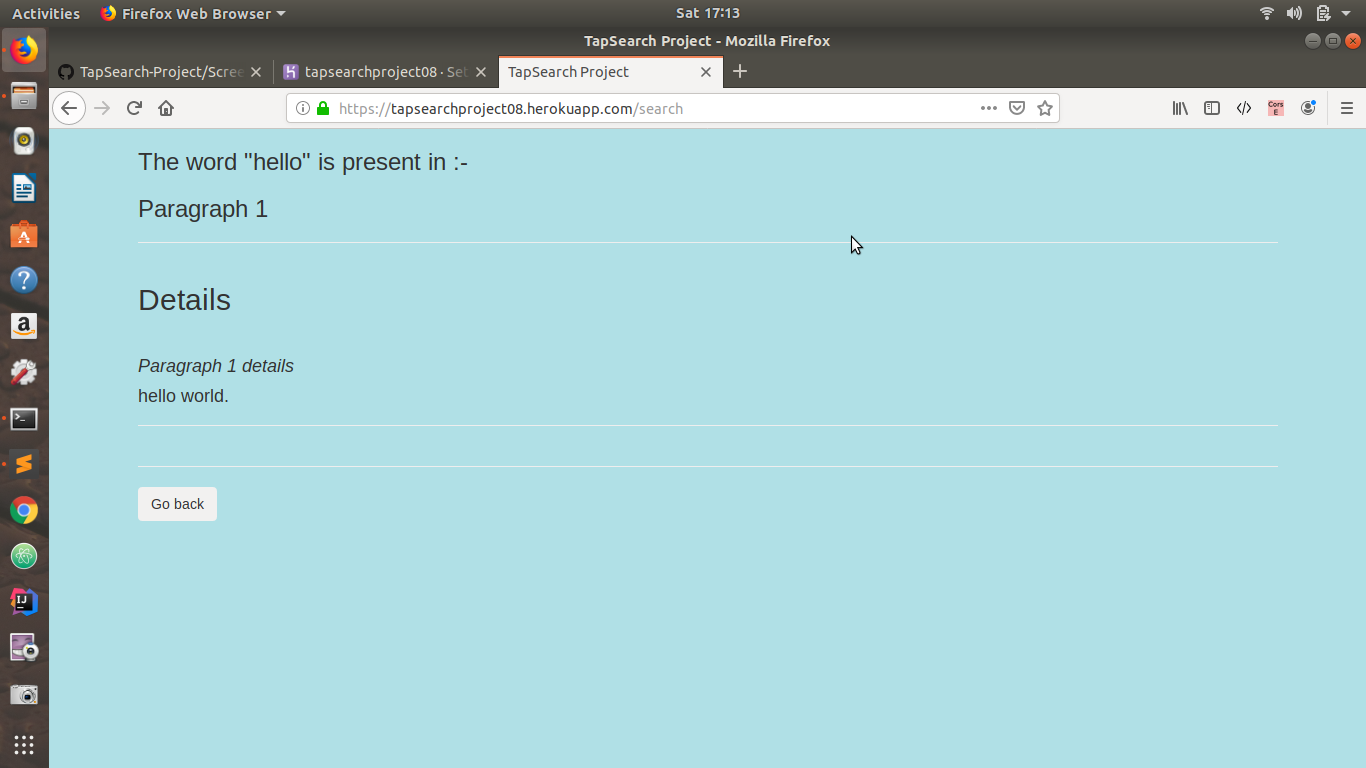 Activities Firefox Web Browser Sat 17:13
TapSearch Project - Mozilla Firefox
TapSearch-Project/Scree tapsearchproject08 · Set TapSearch Project
https://tapsearchproject08.herokuapp.com/search
Cors E
The word "hello" is present in :-
Paragraph 1
Details
Paragraph 1 details
hello world.
Go back